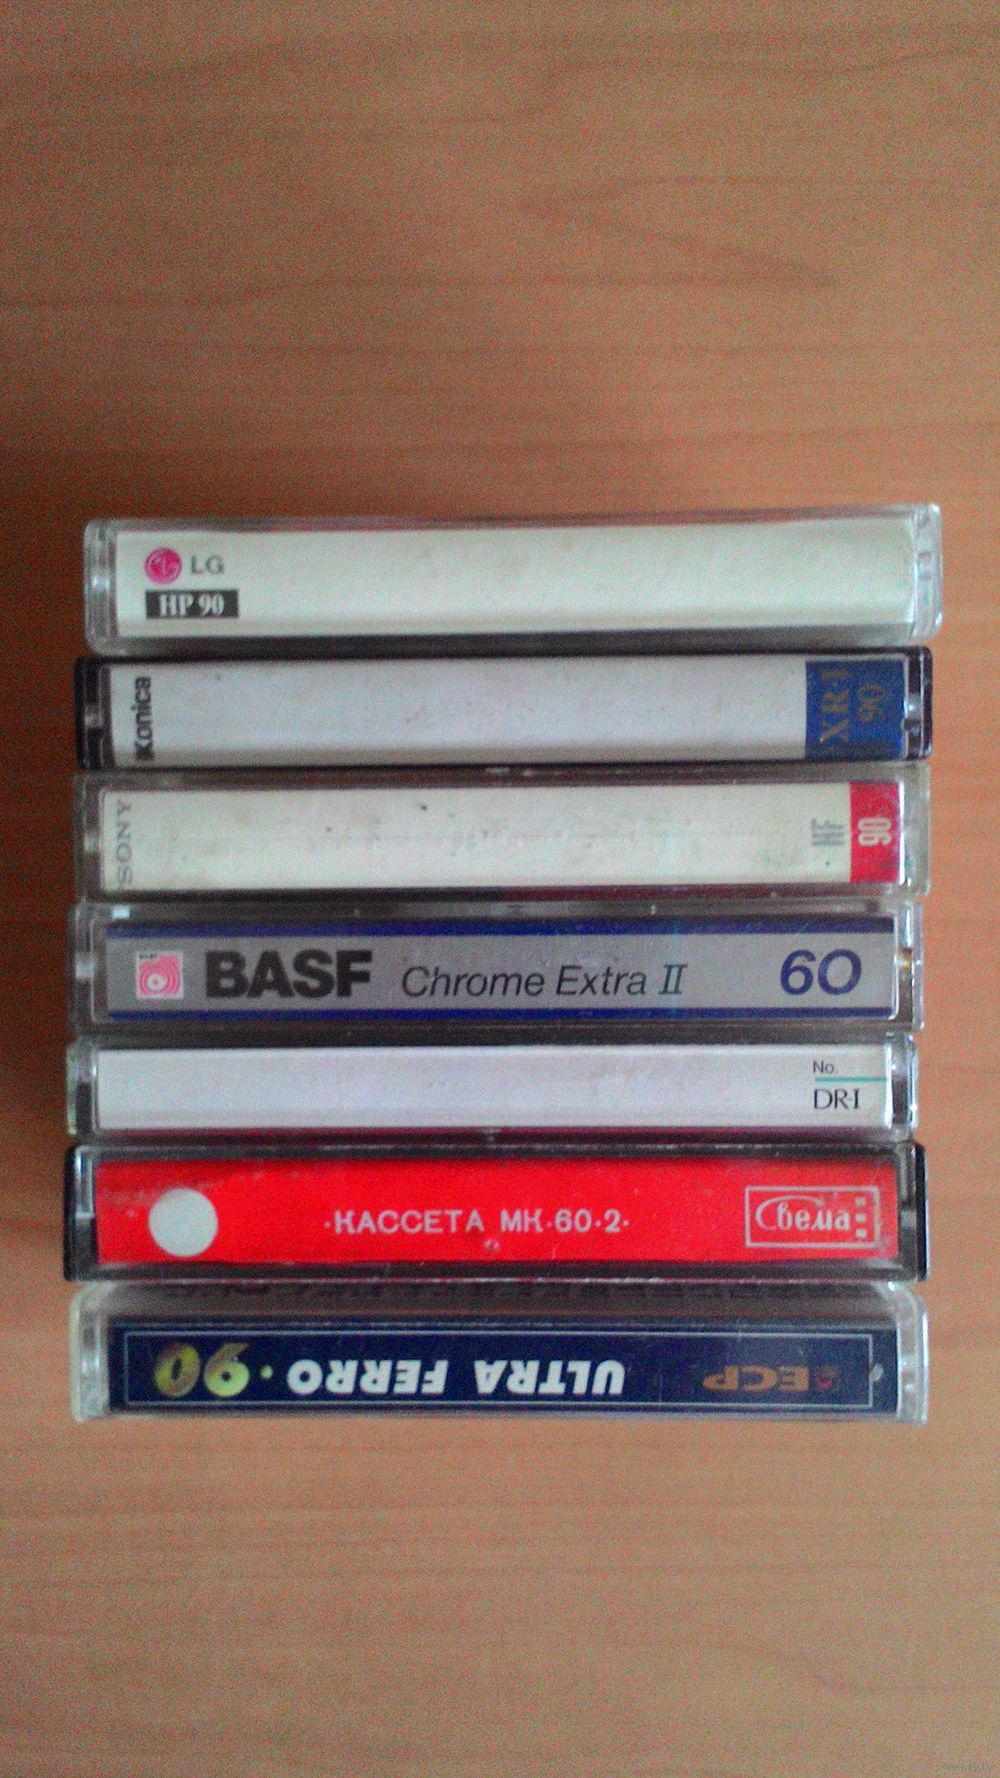 LG
HP 90
Konica
XR-I
90
SONY
HF
90
BASF Chrome Extra II 60
No.
DR-I
·КАССЕТА МК·60·2· Свема
ECP ULTRA FERRO·90